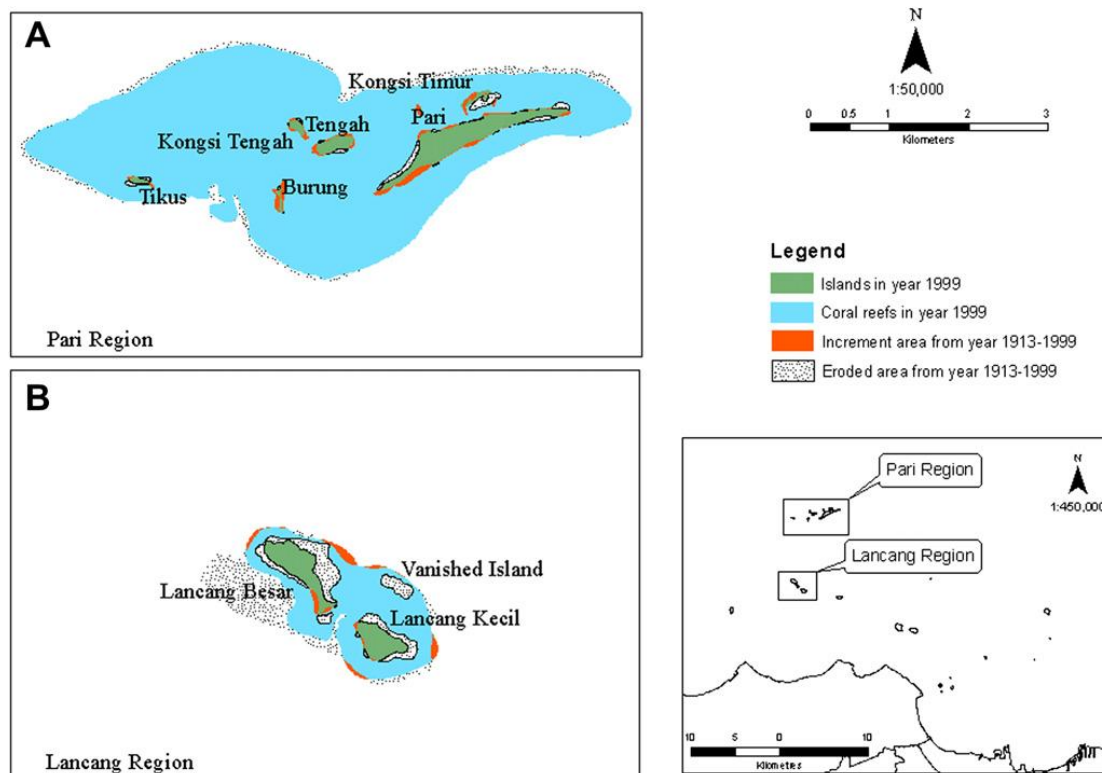 A
Kongsi Timur
Tengah
Pari
Kongsi Tengah
Burung
Tikus
Pari Region
N
1:50,000
0 0.5 1 2 3
Kilometers
Legend
Islands in year 1999
Coral reefs in year 1999
Increment area from year 1913-1999
Eroded area from year 1913-1999
B
Vanished Island
Lancang Besar
Lancang Kecil
Lancang Region
Pari Region
N
1:450,000
Lancang Region
10 5 0 10
Kilometres